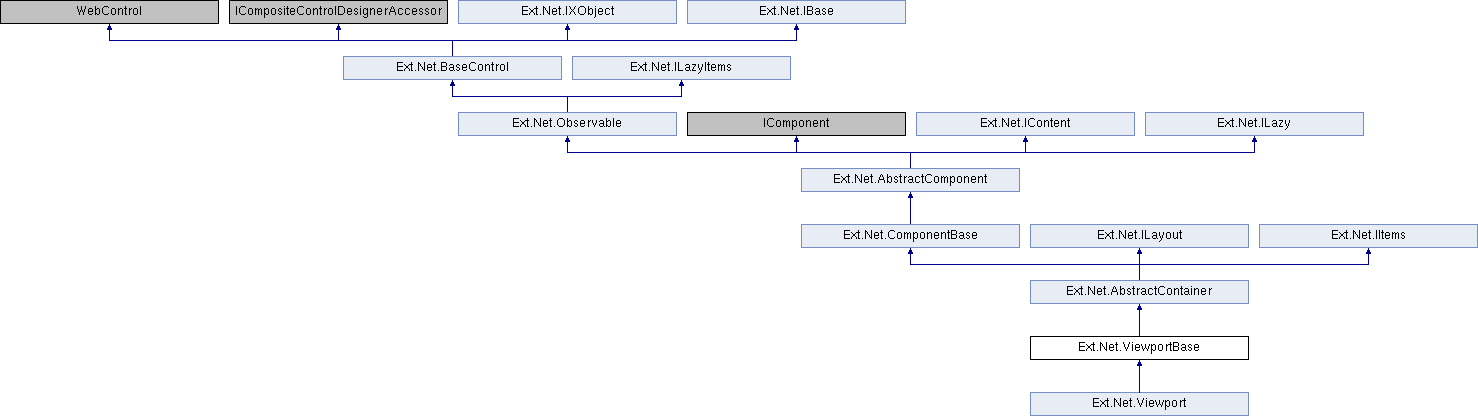 WebControl
ICompositeControlDesignerAccessor
Ext.Net.IXObject
Ext.Net.IBase
Ext.Net.BaseControl
Ext.Net.ILazyItems
Ext.Net.Observable
IComponent
Ext.Net.IContent
Ext.Net.ILazy
Ext.Net.AbstractComponent
Ext.Net.ComponentBase
Ext.Net.ILayout
Ext.Net.IItems
Ext.Net.AbstractContainer
Ext.Net.ViewportBase
Ext.Net.Viewport